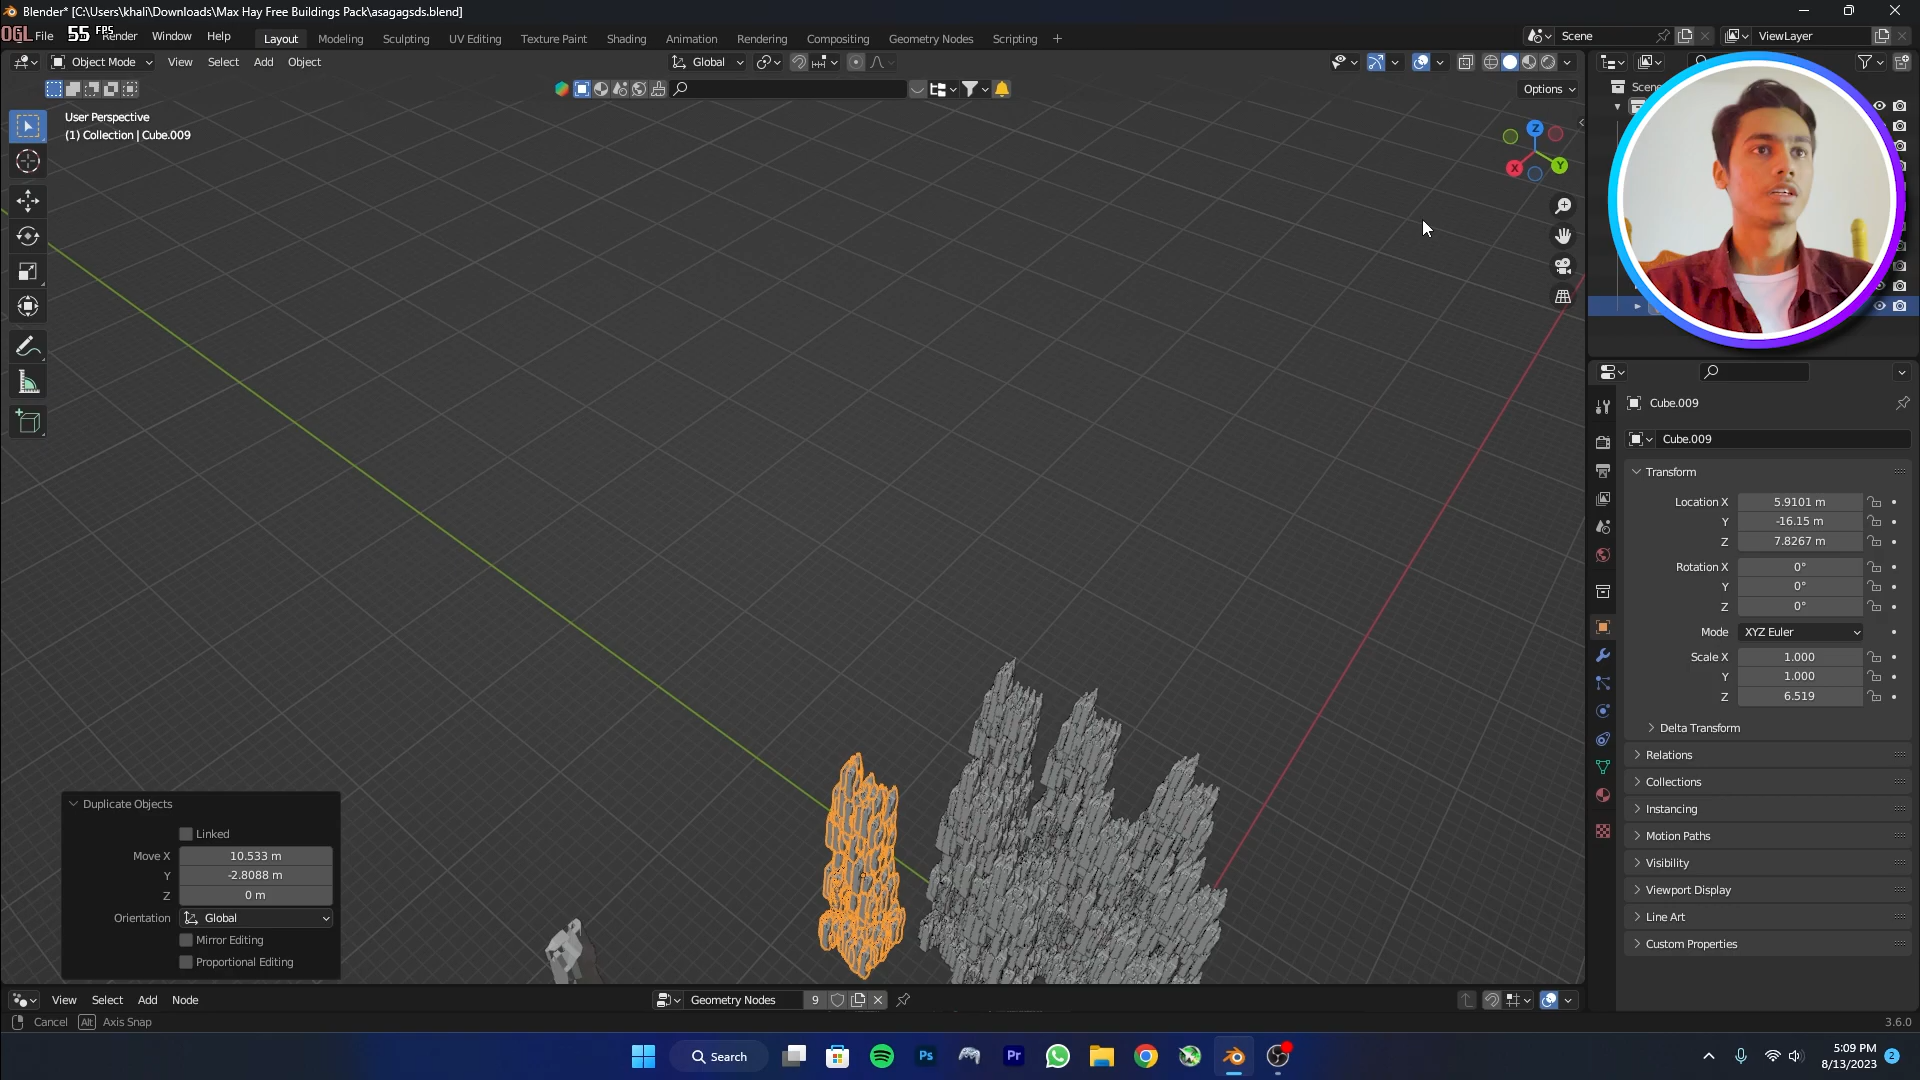 Blender* [C:\Users\khali\Downloads\Max Hay Free Buildings Pack\asagagsds.blend]
OGL 55 FPS
File Render Window Help Layout Modeling Sculpting UV Editing Texture Paint Shading Animation Rendering Compositing Geometry Nodes Scripting + Scene ViewLayer
Object Mode View Select Add Object Global
Options
Scene
User Perspective
(1) Collection | Cube.009
Z
X
Y
Cube.009
Cube.009
Transform
Location X 5.9101 m
Y -16.15 m
Z 7.8267 m
Rotation X 0°
Y 0°
Z 0°
Mode XYZ Euler
Scale X 1.000
Y 1.000
Z 6.519
Delta Transform
Relations
Collections
Instancing
Motion Paths
Visibility
Viewport Display
Line Art
Custom Properties
Duplicate Objects
Linked
Move X 10.533 m
Y -2.8088 m
Z 0 m
Orientation Global
Mirror Editing
Proportional Editing
View Select Add Node Geometry Nodes 9
Cancel Alt Axis Snap 3.6.0
Search Ps Pr
5:09 PM
8/13/2023 2